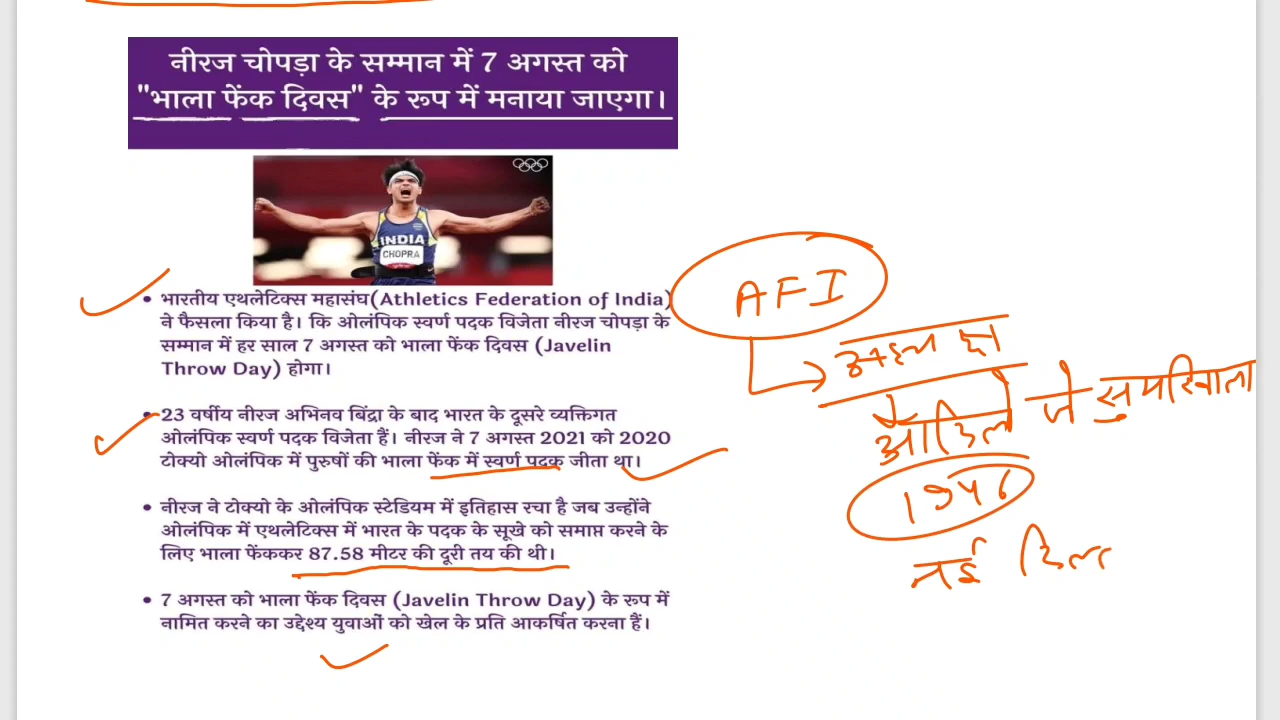 नीरज चोपड़ा के सम्मान में 7 अगस्त को
"भाला फेंक दिवस" के रूप में मनाया जाएगा।
INDIA
CHOPRA
• भारतीय एथलेटिक्स महासंघ(Athletics Federation of India)
ने फैसला किया है। कि ओलंपिक स्वर्ण पदक विजेता नीरज चोपड़ा के
सम्मान में हर साल 7 अगस्त को भाला फेंक दिवस (Javelin
Throw Day) होगा।
• 23 वर्षीय नीरज अभिनव बिंद्रा के बाद भारत के दूसरे व्यक्तिगत
ओलंपिक स्वर्ण पदक विजेता हैं। नीरज ने 7 अगस्त 2021 को 2020
टोक्यो ओलंपिक में पुरुषों की भाला फेंक में स्वर्ण पदक जीता था।
• नीरज ने टोक्यो के ओलंपिक स्टेडियम में इतिहास रचा है जब उन्होंने
ओलंपिक में एथलेटिक्स में भारत के पदक के सूखे को समाप्त करने के
लिए भाला फेंककर 87.58 मीटर की दूरी तय की थी।
• 7 अगस्त को भाला फेंक दिवस (Javelin Throw Day) के रूप में
नामित करने का उद्देश्य युवाओं को खेल के प्रति आकर्षित करना हैं।
AFI
जे सुमरिवाला
1946
नई